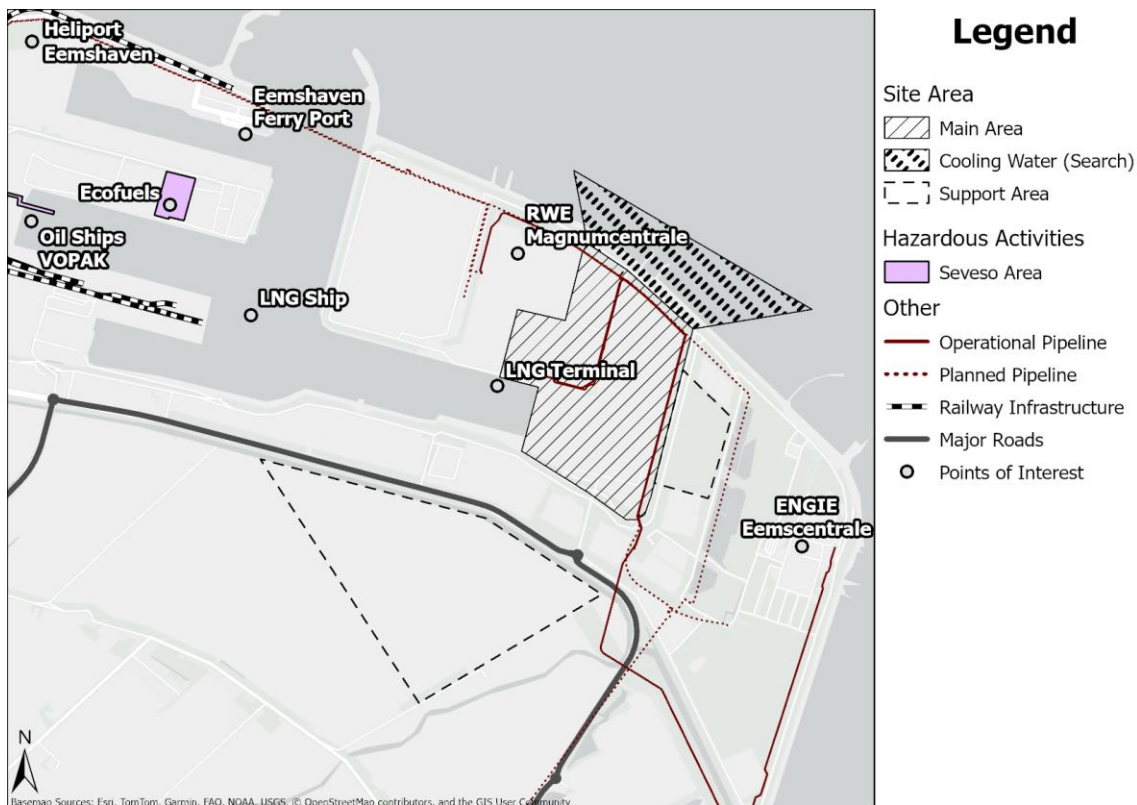 Heliport
Eemshaven
Eemshaven
Ferry Port
Ecofuels
Oil Ships
VOPAK
RWE
Magnumcentrale
LNG Ship
LNG Terminal
ENGIE
Eemscentrale
N
Basemap Sources: Esri, TomTom, Garmin, FAO, NOAA, USGS, © OpenStreetMap contributors, and the GIS User Community
Legend
Site Area
Main Area
Cooling Water (Search)
Support Area
Hazardous Activities
Seveso Area
Other
Operational Pipeline
Planned Pipeline
Railway Infrastructure
Major Roads
Points of Interest